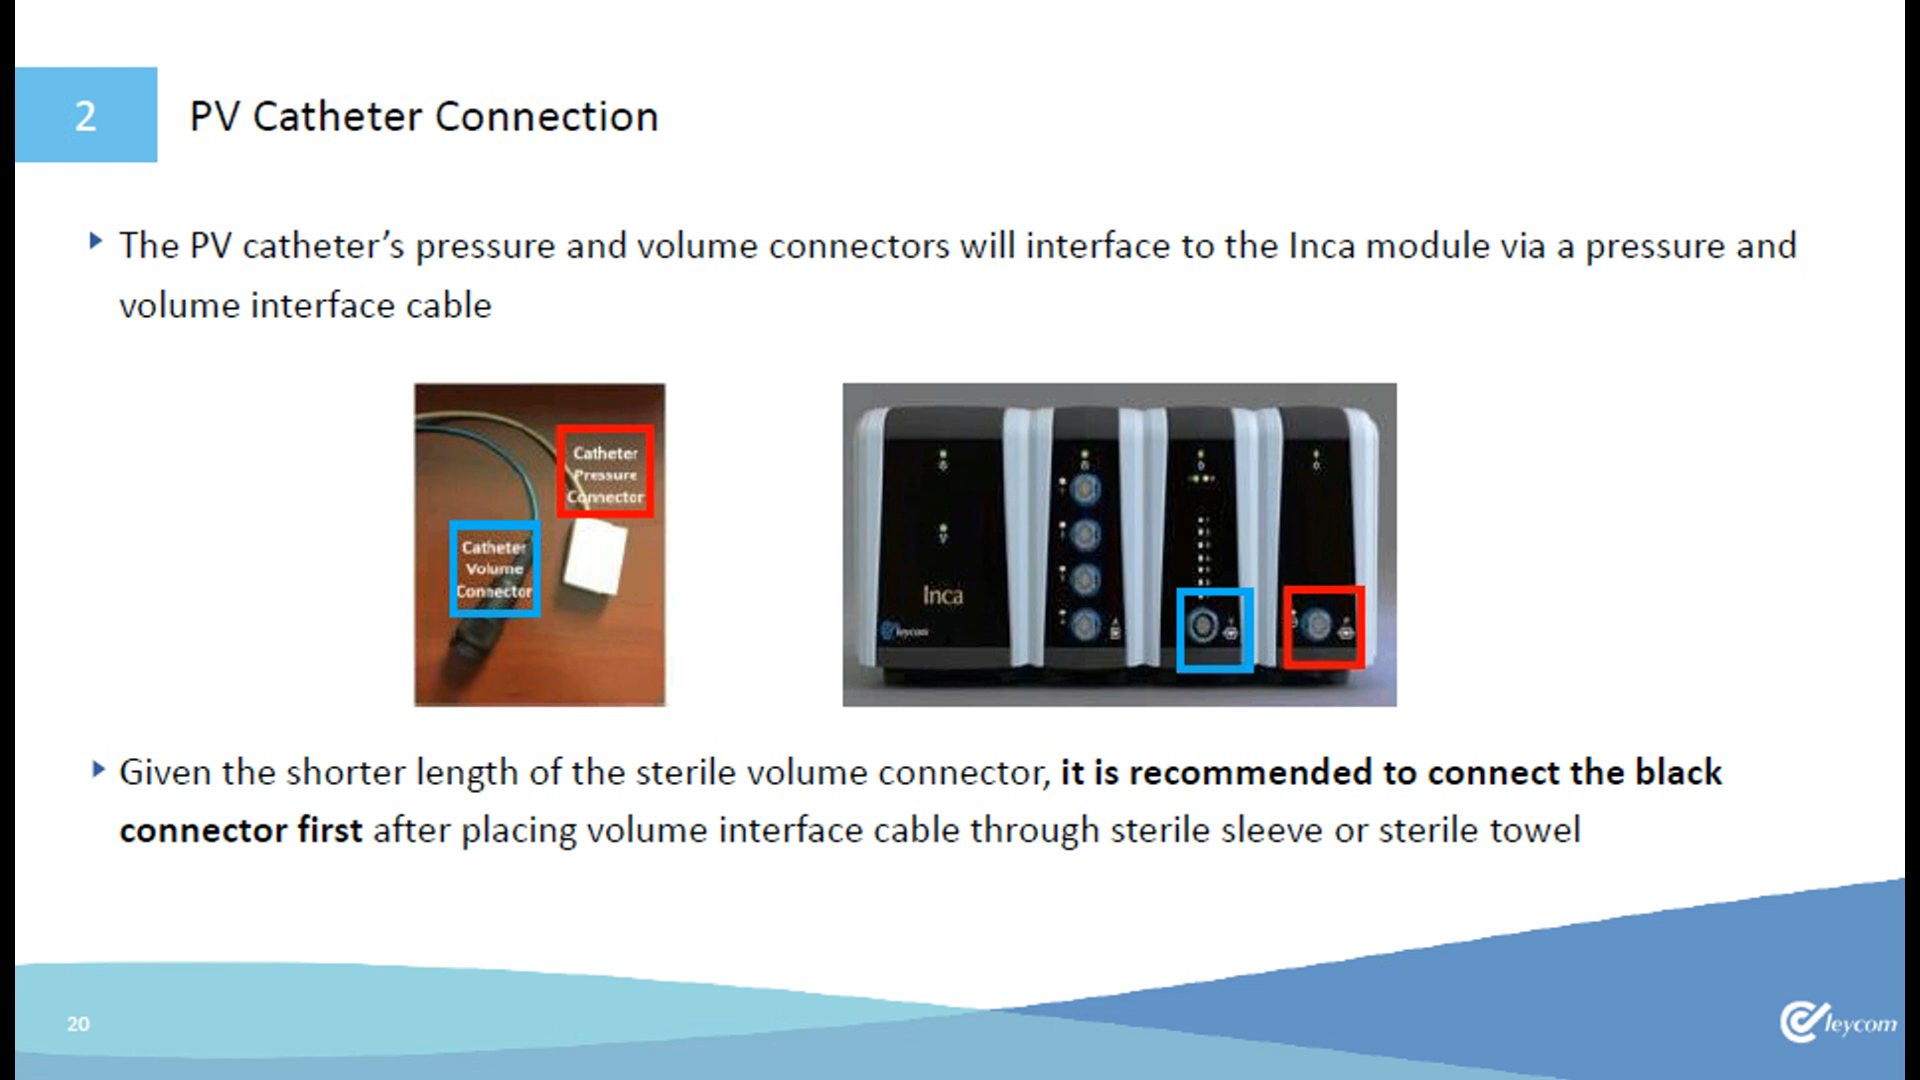 2
PV Catheter Connection
The PV catheter’s pressure and volume connectors will interface to the Inca module via a pressure and
volume interface cable
Catheter
Pressure
Connector
Catheter
Volume
Connector
Inca
leycom
Given the shorter length of the sterile volume connector, it is recommended to connect the black
connector first after placing volume interface cable through sterile sleeve or sterile towel
20
leycom